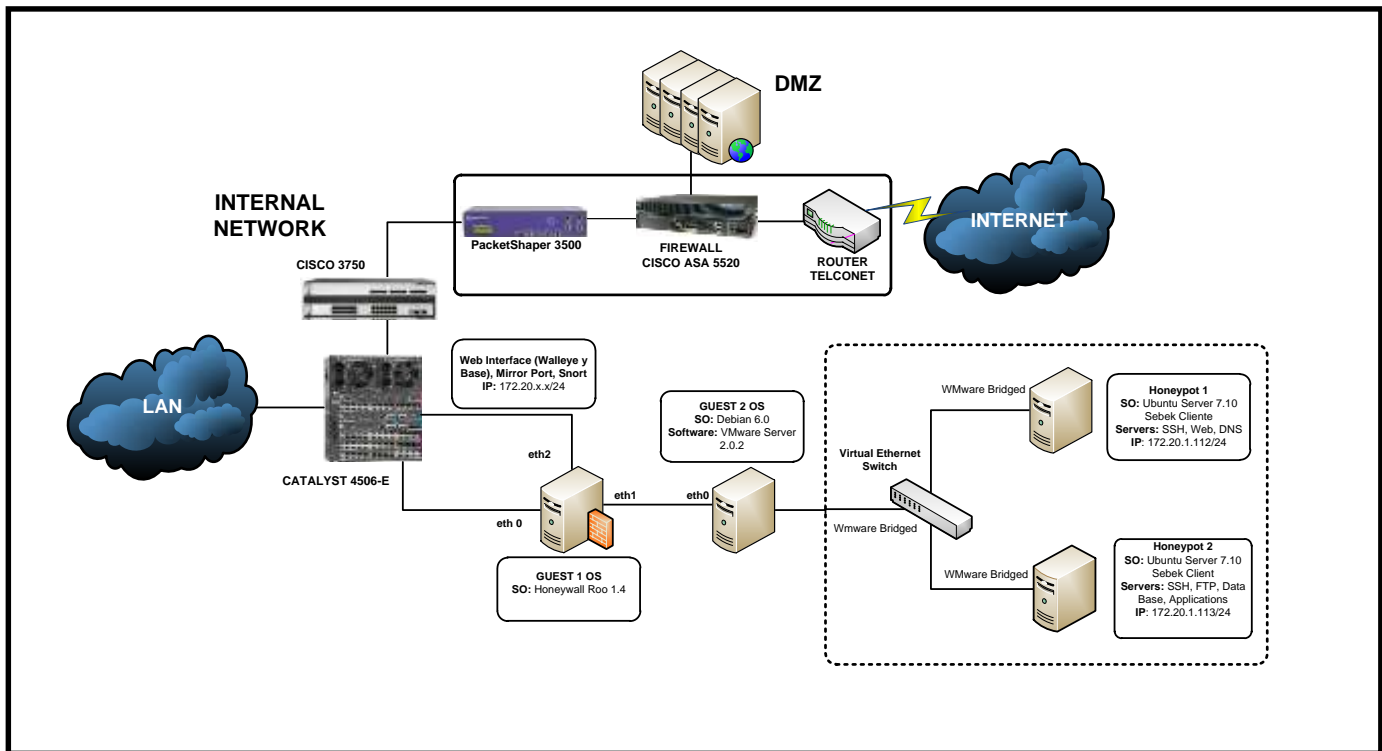 DMZ
INTERNAL
NETWORK
PacketShaper 3500
FIREWALL
CISCO ASA 5520
ROUTER
TELCONET
INTERNET
CISCO 3750
LAN
CATALYST 4506-E
Web Interface (Walleye y
Base), Mirror Port, Snort
IP: 172.20.x.x/24
eth2
eth 0
eth1
eth0
GUEST 1 OS
SO: Honeywall Roo 1.4
GUEST 2 OS
SO: Debian 6.0
Software: VMware Server
2.0.2
Virtual Ethernet
Switch
Wmware Bridged
WMware Bridged
Honeypot 1
SO: Ubuntu Server 7.10
Sebek Cliente
Servers: SSH, Web, DNS
IP: 172.20.1.112/24
WMware Bridged
Honeypot 2
SO: Ubuntu Server 7.10
Sebek Client
Servers: SSH, FTP, Data
Base, Applications
IP: 172.20.1.113/24